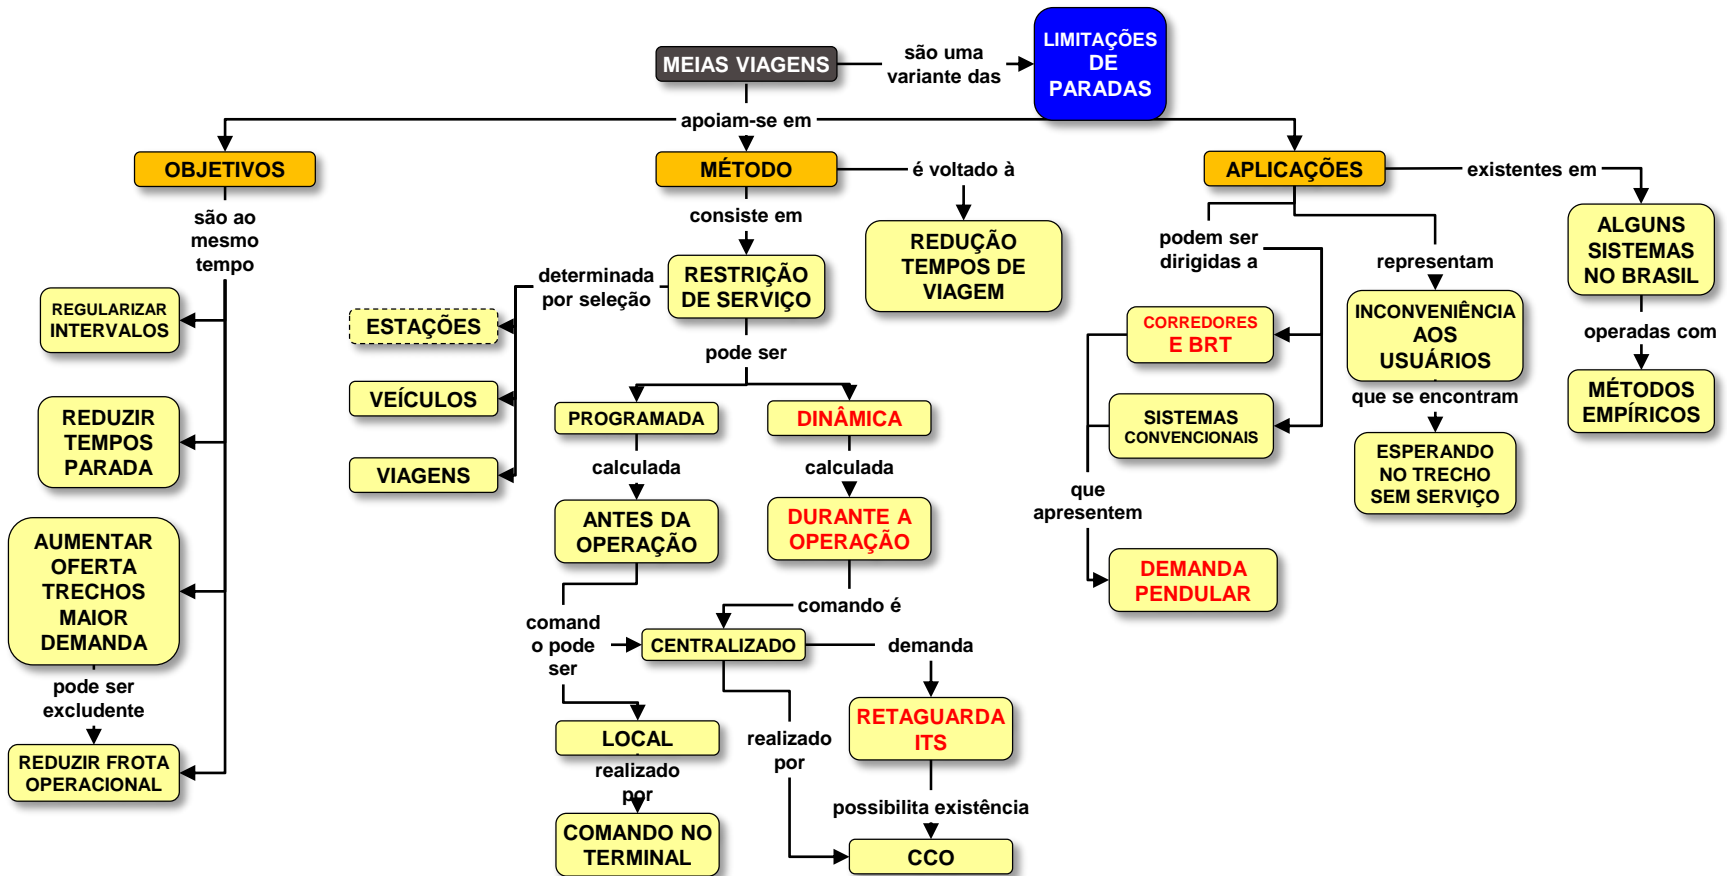 MEIAS VIAGENS
são uma
variante das
LIMITAÇÕES
DE
PARADAS
apoiam-se em
OBJETIVOS
MÉTODO
é voltado à
APLICAÇÕES
existentes em
são ao
mesmo
tempo
consiste em
REDUÇÃO
TEMPOS DE
VIAGEM
podem ser
dirigidas a
representam
ALGUNS
SISTEMAS
NO BRASIL
determinada
por seleção
RESTRIÇÃO
DE SERVIÇO
REGULARIZAR
INTERVALOS
ESTAÇÕES
pode ser
CORREDORES
E BRT
INCONVENIÊNCIA
AOS
USUÁRIOS
operadas com
VEÍCULOS
PROGRAMADA
DINÂMICA
SISTEMAS
CONVENCIONAIS
que se encontram
MÉTODOS
EMPÍRICOS
REDUZIR
TEMPOS
PARADA
VIAGENS
calculada
calculada
que
apresentem
ESPERANDO
NO TRECHO
SEM SERVIÇO
AUMENTAR
OFERTA
TRECHOS
MAIOR
DEMANDA
ANTES DA
OPERAÇÃO
DURANTE A
OPERAÇÃO
DEMANDA
PENDULAR
comando é
comand
o pode
ser
CENTRALIZADO
demanda
pode ser
excludente
LOCAL
realizado
por
RETAGUARDA
ITS
REDUZIR FROTA
OPERACIONAL
realizado
por
possibilita existência
COMANDO NO
TERMINAL
CCO